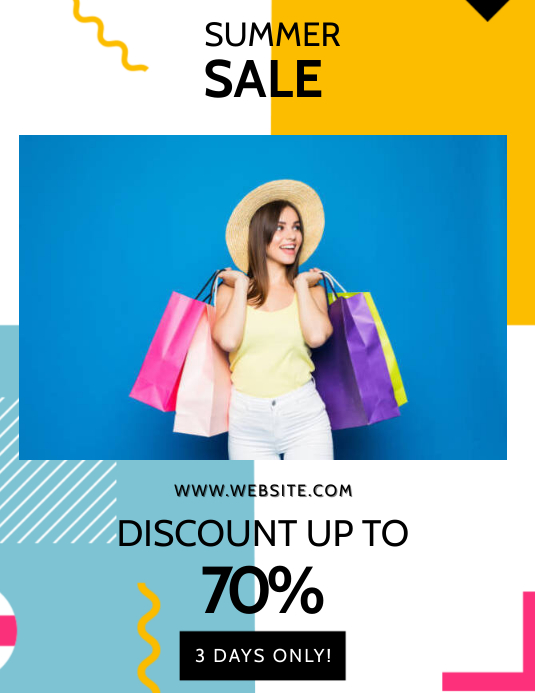 SUMMER
SALE
WWW.WEBSITE.COM
DISCOUNT UP TO
70%
3 DAYS ONLY!